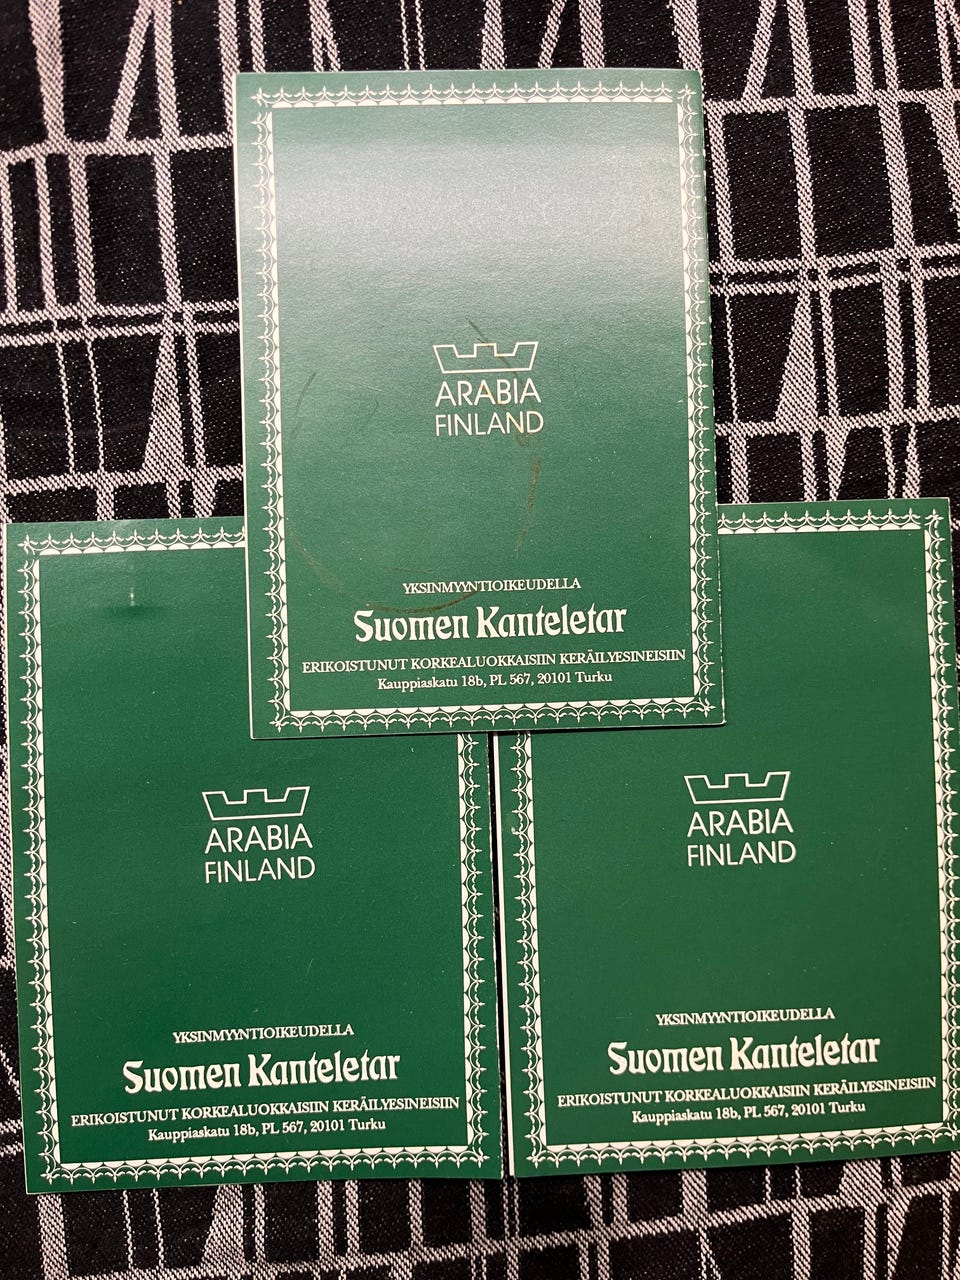 ARABIA
FINLAND
YKSINMYYNTIOIKEUDELLA
Suomen Kanteletar
ERIKOISTUNUT KORKEALUOKKAISIIN KERÄILYESINEISIIN
Kauppiaskatu 18b, PL 567, 20101 Turku
ARABIA
FINLAND
YKSINMYYNTIOIKEUDELLA
Suomen Kanteletar
ERIKOISTUNUT KORKEALUOKKAISIIN KERÄILYESINEISIIN
Kauppiaskatu 18b, PL 567, 20101 Turku
ARABIA
FINLAND
YKSINMYYNTIOIKEUDELLA
Suomen Kanteletar
ERIKOISTUNUT KORKEALUOKKAISIIN KERÄILYESINEISIIN
Kauppiaskatu 18b, PL 567, 20101 Turku